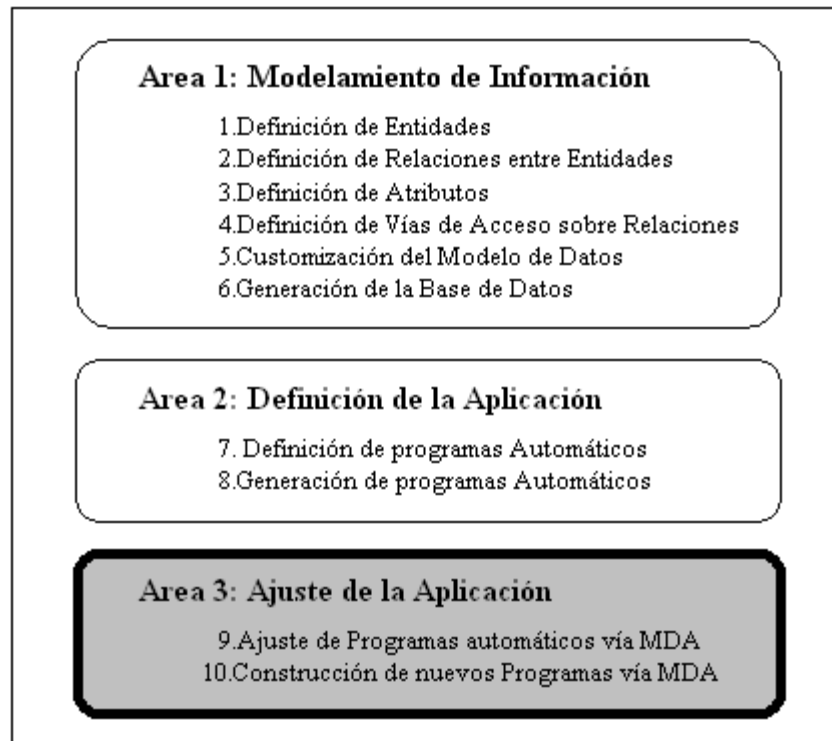 Area 1: Modelamiento de Información
1.Definición de Entidades
2.Definición de Relaciones entre Entidades
3.Definición de Atributos
4.Definición de Vías de Acceso sobre Relaciones
5.Customización del Modelo de Datos
6.Generación de la Base de Datos
Area 2: Definición de la Aplicación
7. Definición de programas Automáticos
8.Generación de programas Automáticos
Area 3: Ajuste de la Aplicación
9.Ajuste de Programas automáticos vía MDA
10.Construcción de nuevos Programas vía MDA